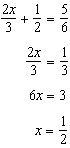 2x/3 + 1/2 = 5/6
2x/3 = 1/3
6x = 3
x = 1/2